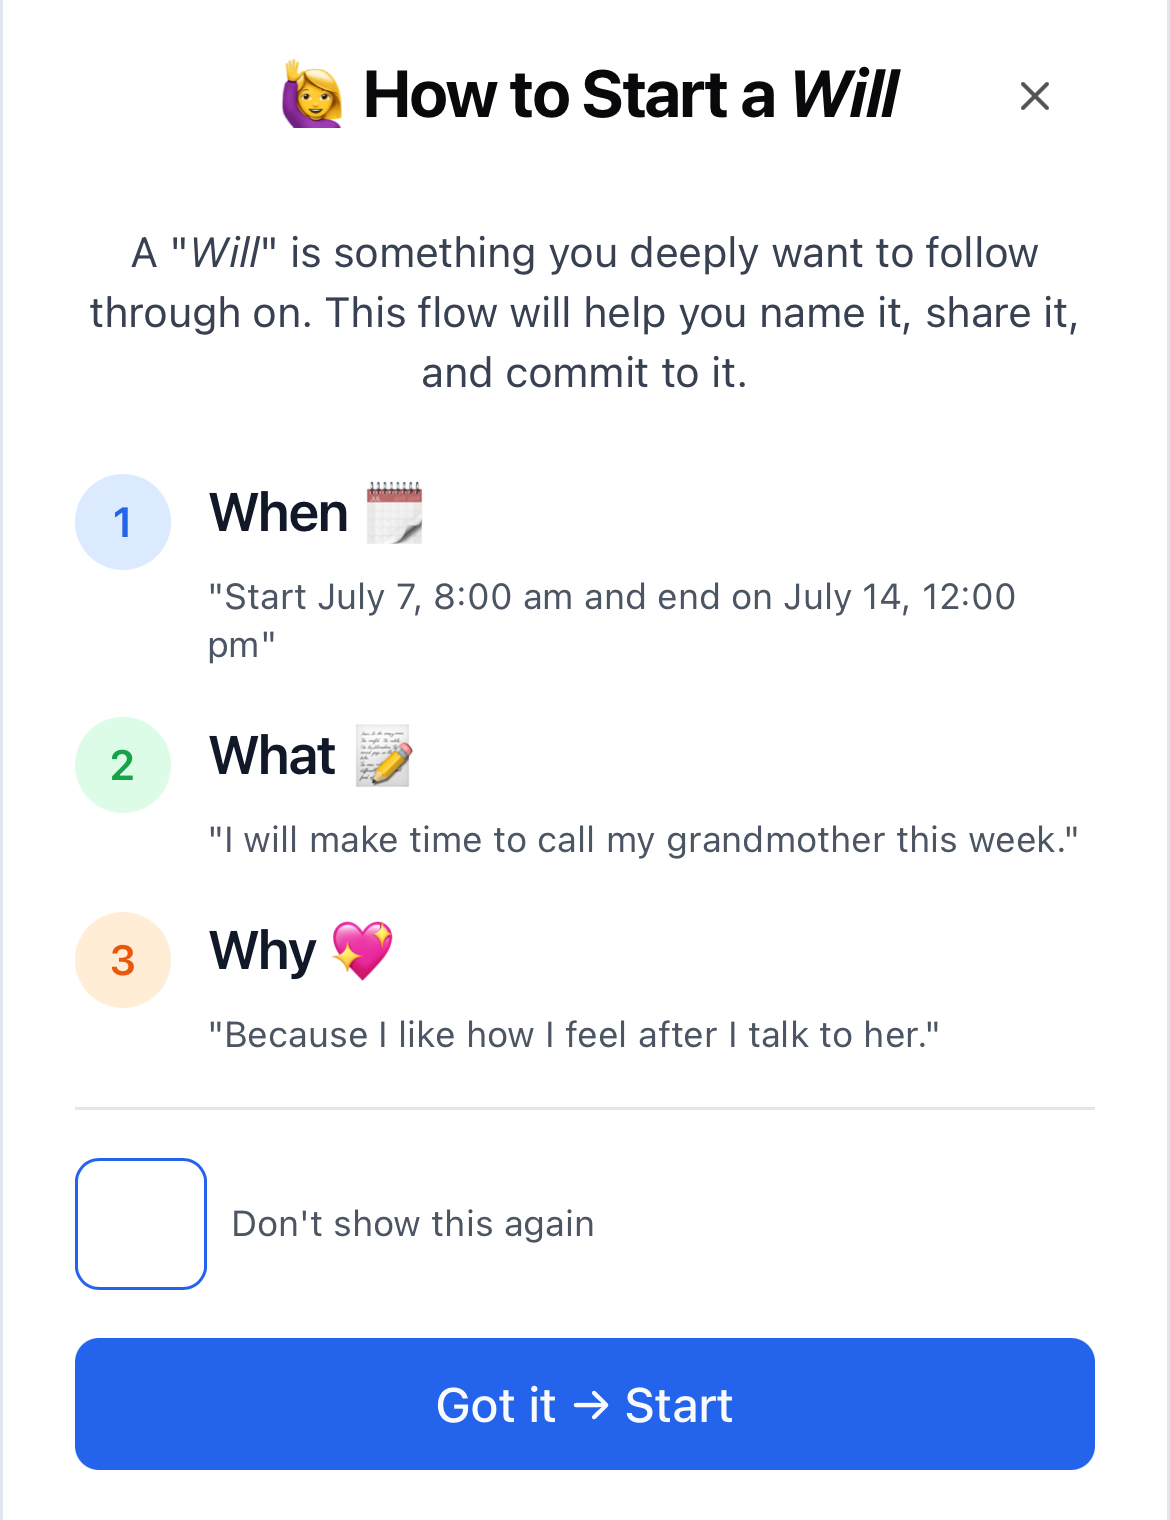 🙋‍♀️ How to Start a Will
A "Will" is something you deeply want to follow
through on. This flow will help you name it, share it,
and commit to it.
1
When 🗓️
"Start July 7, 8:00 am and end on July 14, 12:00
pm"
2
What 📝
"I will make time to call my grandmother this week."
3
Why 💖
"Because I like how I feel after I talk to her."
Don't show this again
Got it → Start